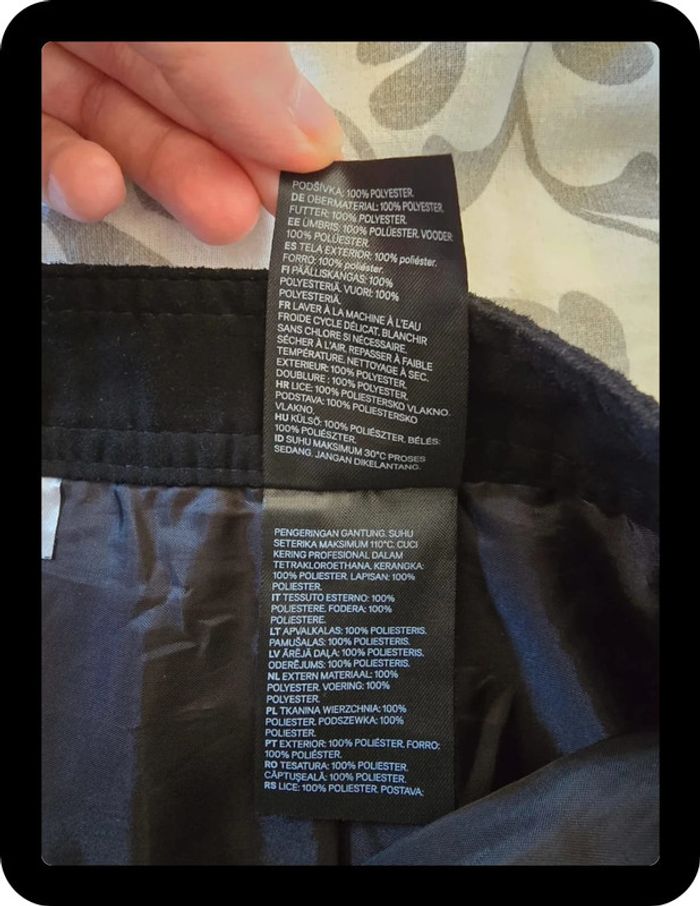 PODŠÍVKA: 100% POLYESTER.
DE OBERMATERIAL: 100% POLYESTER.
FUTTER: 100% POLYESTER.
EE ÜMBRIS: 100% POLÜESTER. VOODER:
100% POLÜESTER.
ES TELA EXTERIOR: 100% poliéster.
FORRO: 100% poliéster.
FI PÄÄLLISKANGAS: 100%
POLYESTERIÄ. VUORI: 100%
POLYESTERIÄ.
FR LAVER À LA MACHINE À L'EAU
FROIDE CYCLE DÉLICAT. BLANCHIR
SANS CHLORE SI NÉCESSAIRE.
SÉCHER À L'AIR. REPASSER À FAIBLE
TEMPÉRATURE. NETTOYAGE À SEC.
EXTERIEUR: 100% POLYESTER.
DOUBLURE : 100% POLYESTER.
HR LICE: 100% POLIESTERSKO VLAKNO.
PODSTAVA: 100% POLIESTERSKO
VLAKNO.
HU KÜLSŐ: 100% POLIÉSZTER. BÉLÉS:
100% POLIÉSZTER.
ID SUHU MAKSIMUM 30°C PROSES
SEDANG. JANGAN DIKELANTANG.
PENGERINGAN GANTUNG. SUHU
SETERIKA MAKSIMUM 110°C. CUCI
KERING PROFESIONAL DALAM
TETRAKLOROETHANA. KERANGKA:
100% POLIESTER. LAPISAN: 100%
POLIESTER.
IT TESSUTO ESTERNO: 100%
POLIESTERE. FODERA: 100%
POLIESTERE.
LT APVALKALAS: 100% POLIESTERIS.
PAMUŠALAS: 100% POLIESTERIS.
LV ĀRĒJĀ DAĻA: 100% POLIESTERIS.
ODERĒJUMS: 100% POLIESTERIS.
NL EXTERN MATERIAAL: 100%
POLYESTER. VOERING: 100%
POLYESTER.
PL TKANINA WIERZCHNIA: 100%
POLIESTER. PODSZEWKA: 100%
POLIESTER.
PT EXTERIOR: 100% POLIÉSTER. FORRO:
100% POLIÉSTER.
RO TESATURA: 100% POLIESTER.
CĂPTUȘEALĂ: 100% POLIESTER.
RS LICE: 100% POLIESTER. POSTAVA: